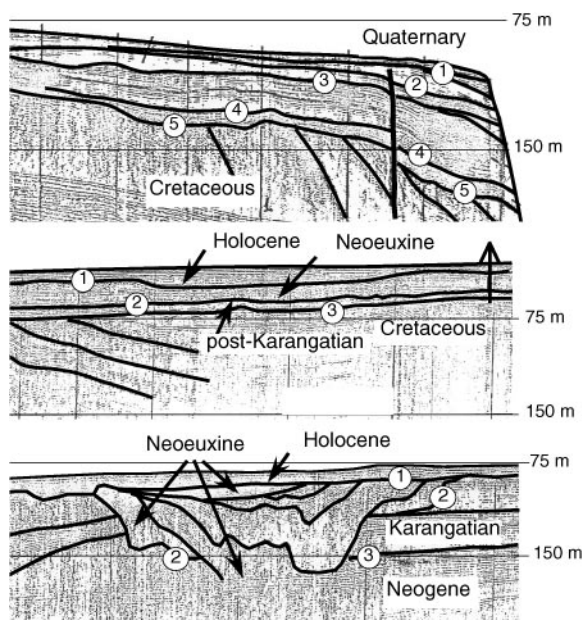 75 m
Quaternary
1
3
2
4
5
150 m
4
Cretaceous
5
Holocene
Neoeuxine
1
2
3
75 m
post-Karangatian
Cretaceous
150 m
Neoeuxine
Holocene
75 m
1
2
Karangatian
2
3
150 m
Neogene